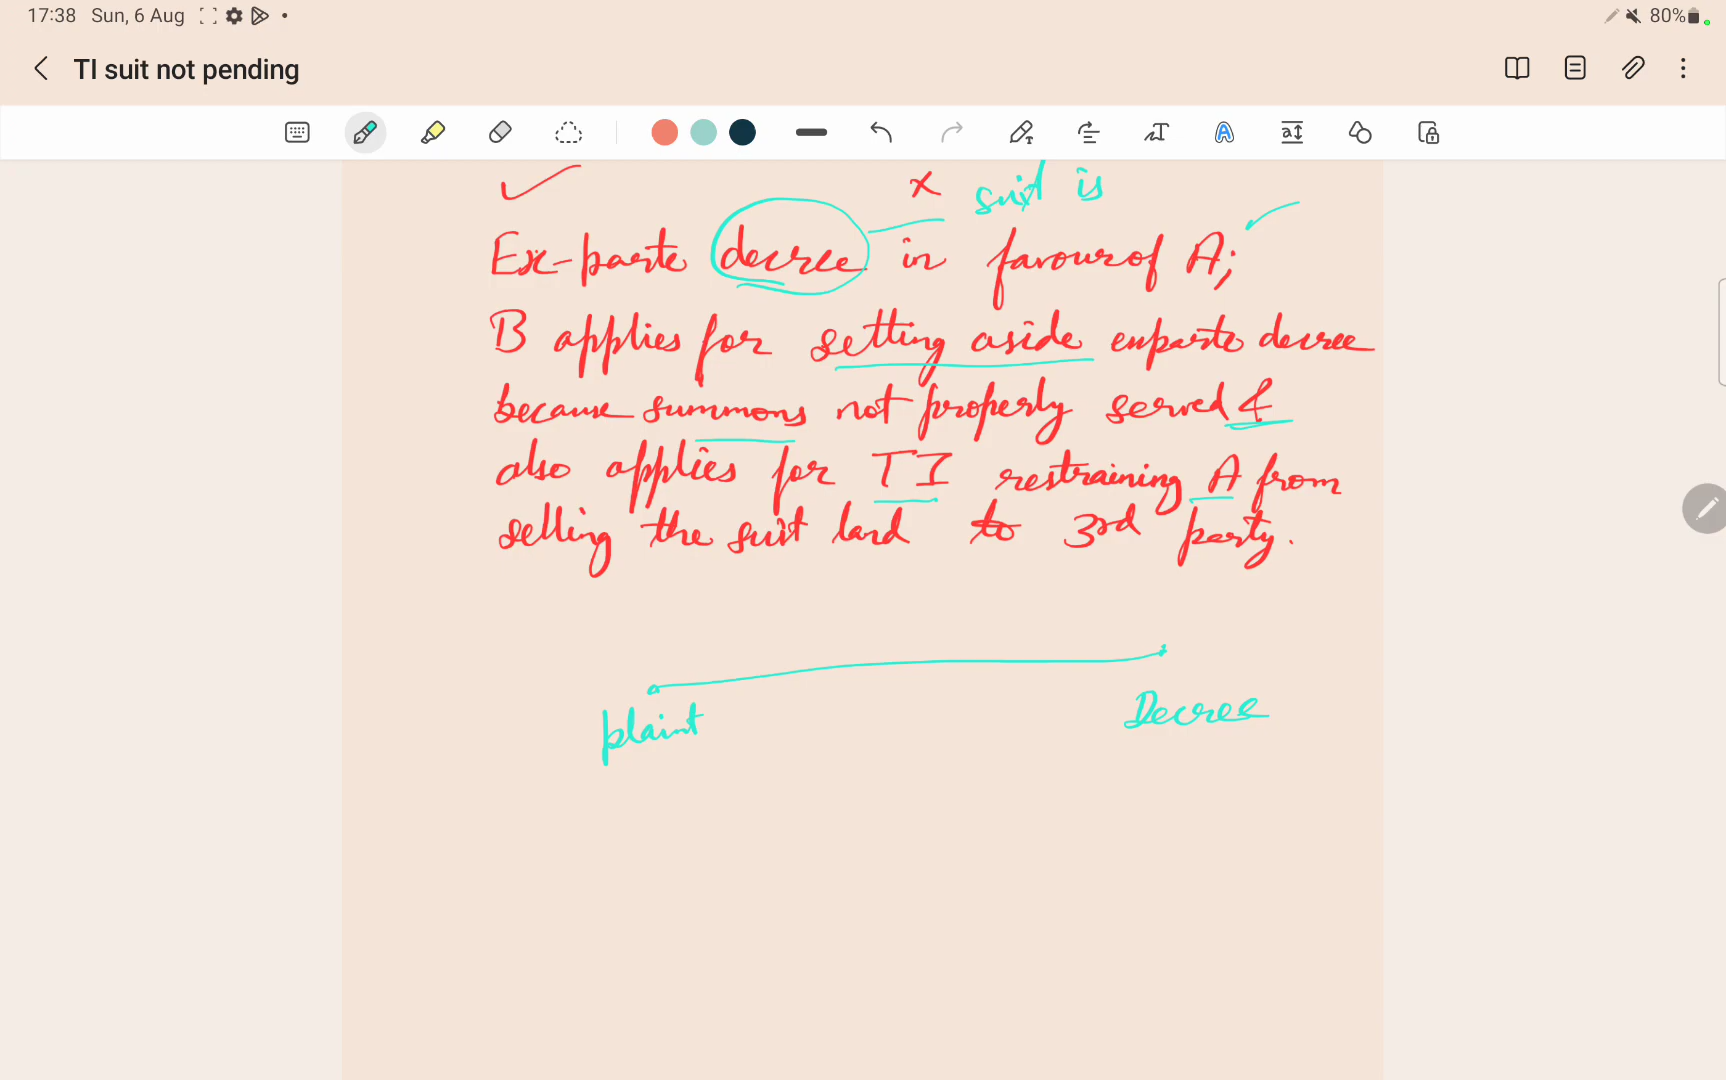 17:38 Sun, 6 Aug 80%
TI suit not pending
suit is
Ex-parte decree in favour of A;
B applies for setting aside exparte decree
because summons not properly served &
also applies for TI restraining A from
selling the suit land to 3rd party.
plaint Decree